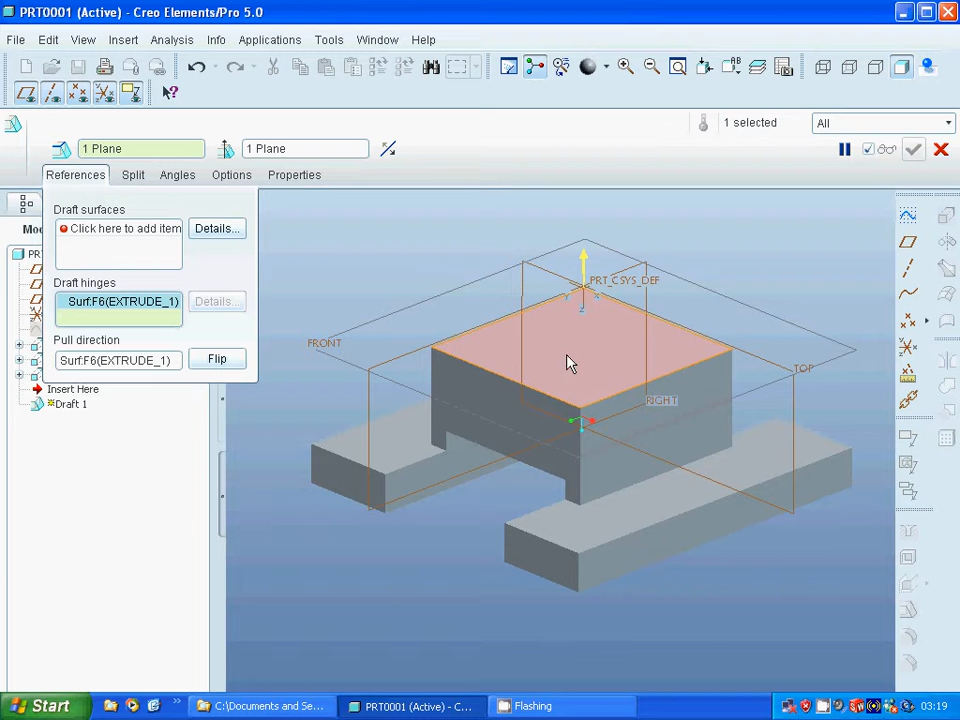 PRT0001 (Active) - Creo Elements/Pro 5.0
File Edit View Insert Analysis Info Applications Tools Window Help
1 selected All
1 Plane 1 Plane
References Split Angles Options Properties
Draft surfaces
Click here to add item Details...
Draft hinges
Surf:F6(EXTRUDE_1) Details...
Pull direction
Surf:F6(EXTRUDE_1) Flip
Insert Here
Draft 1
PRT_CSYS_DEF
FRONT
TOP
RIGHT
Y X
Z
Start C:\Documents and Se... PRT0001 (Active) - C... Flashing 03:19